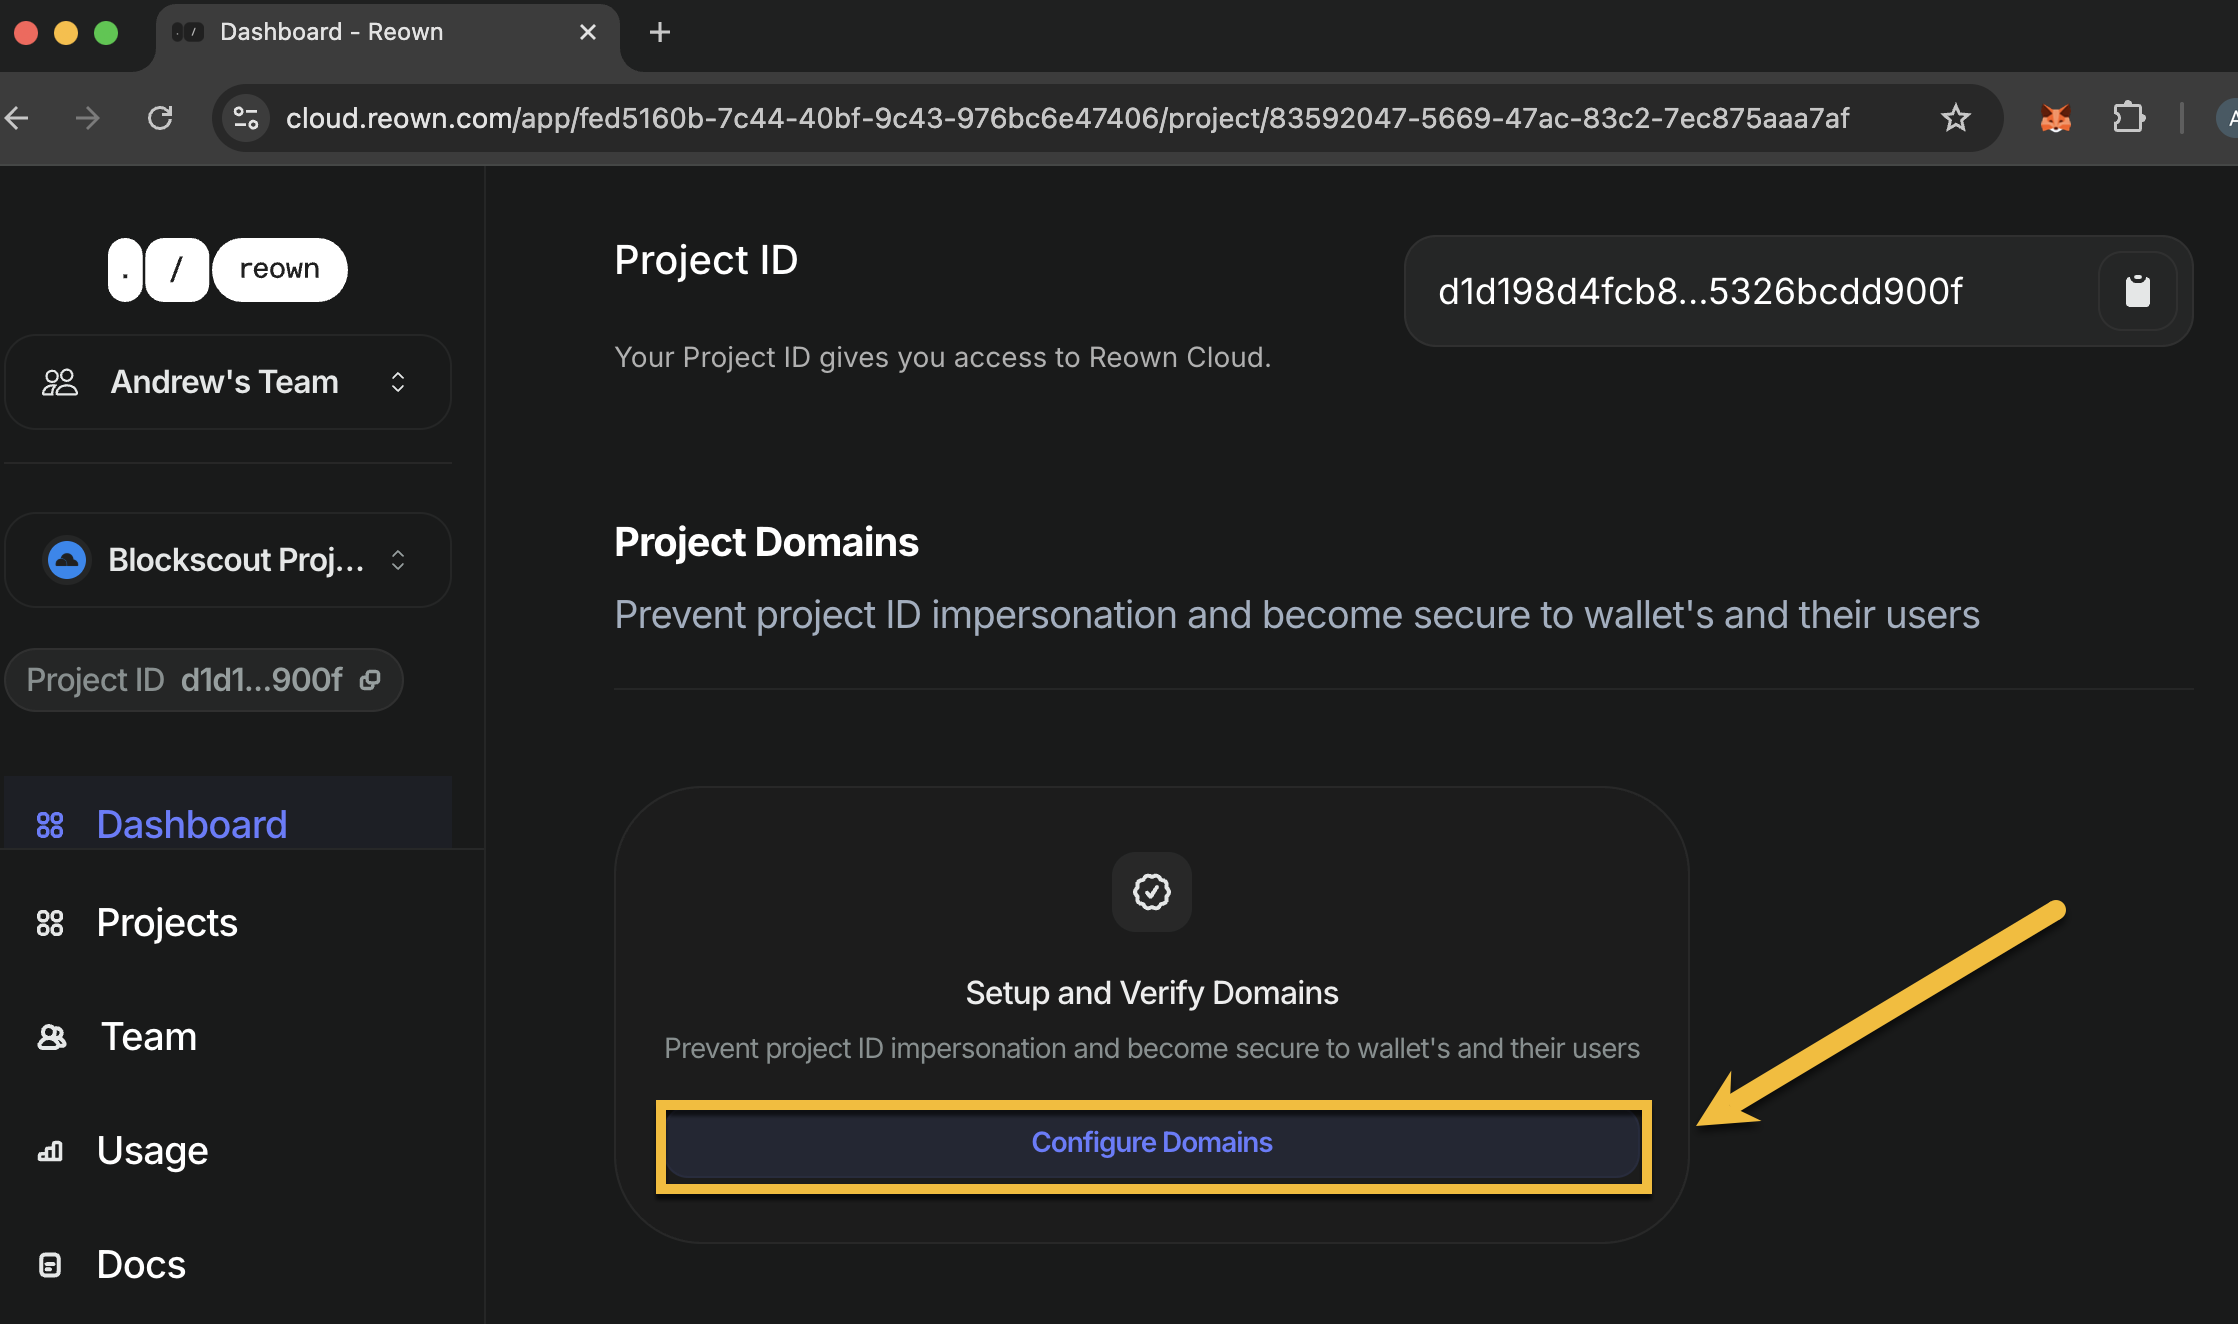 Dashboard - Reown
cloud.reown.com/app/fed5160b-7c44-40bf-9c43-976bc6e47406/project/83592047-5669-47ac-83c2-7ec875aaa7af
A
. / reown
Andrew's Team
Blockscout Proj...
Project ID d1d1...900f
Dashboard
Projects
Team
Usage
Docs
Project ID
d1d198d4fcb8...5326bcdd900f
Your Project ID gives you access to Reown Cloud.
Project Domains
Prevent project ID impersonation and become secure to wallet's and their users
Setup and Verify Domains
Prevent project ID impersonation and become secure to wallet's and their users
Configure Domains